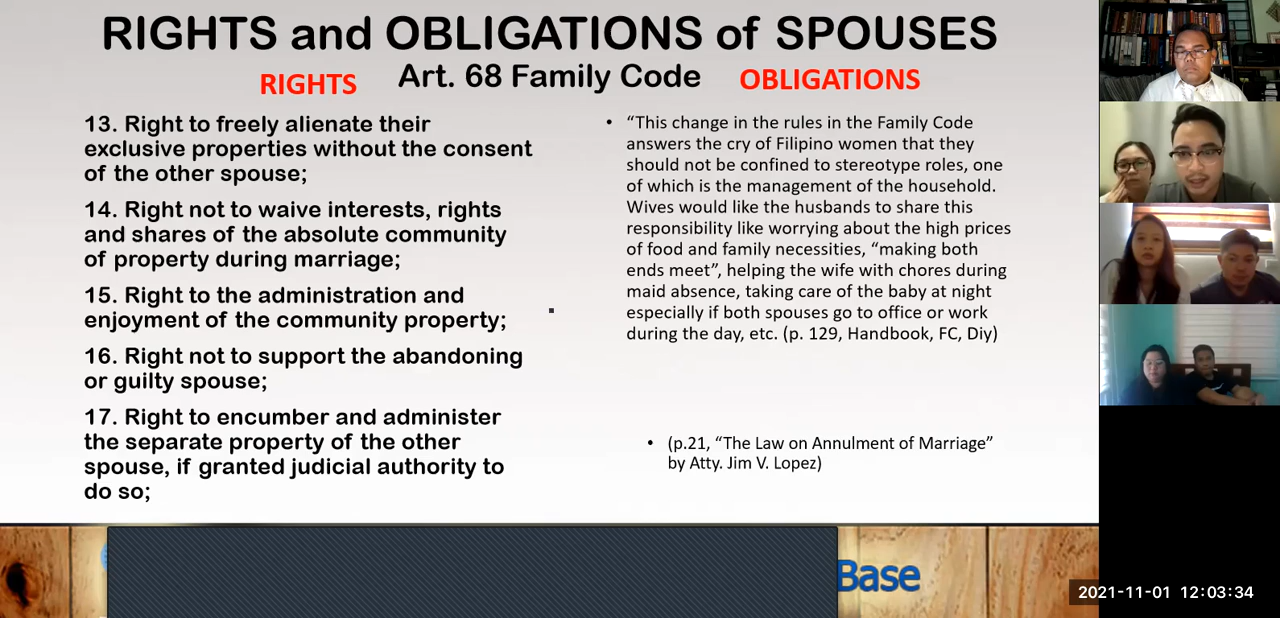 RIGHTS and OBLIGATIONS of SPOUSES
Art. 68 Family Code
RIGHTS
OBLIGATIONS
13. Right to freely alienate their
exclusive properties without the consent
of the other spouse;
14. Right not to waive interests, rights
and shares of the absolute community
of property during marriage;
15. Right to the administration and
enjoyment of the community property;
16. Right not to support the abandoning
or guilty spouse;
17. Right to encumber and administer
the separate property of the other
spouse, if granted judicial authority to
do so;
• “This change in the rules in the Family Code
answers the cry of Filipino women that they
should not be confined to stereotype roles, one
of which is the management of the household.
Wives would like the husbands to share this
responsibility like worrying about the high prices
of food and family necessities, “making both
ends meet”, helping the wife with chores during
maid absence, taking care of the baby at night
especially if both spouses go to office or work
during the day, etc. (p. 129, Handbook, FC, Diy)
• (p.21, “The Law on Annulment of Marriage”
by Atty. Jim V. Lopez)
Base
2021-11-01 12:03:34